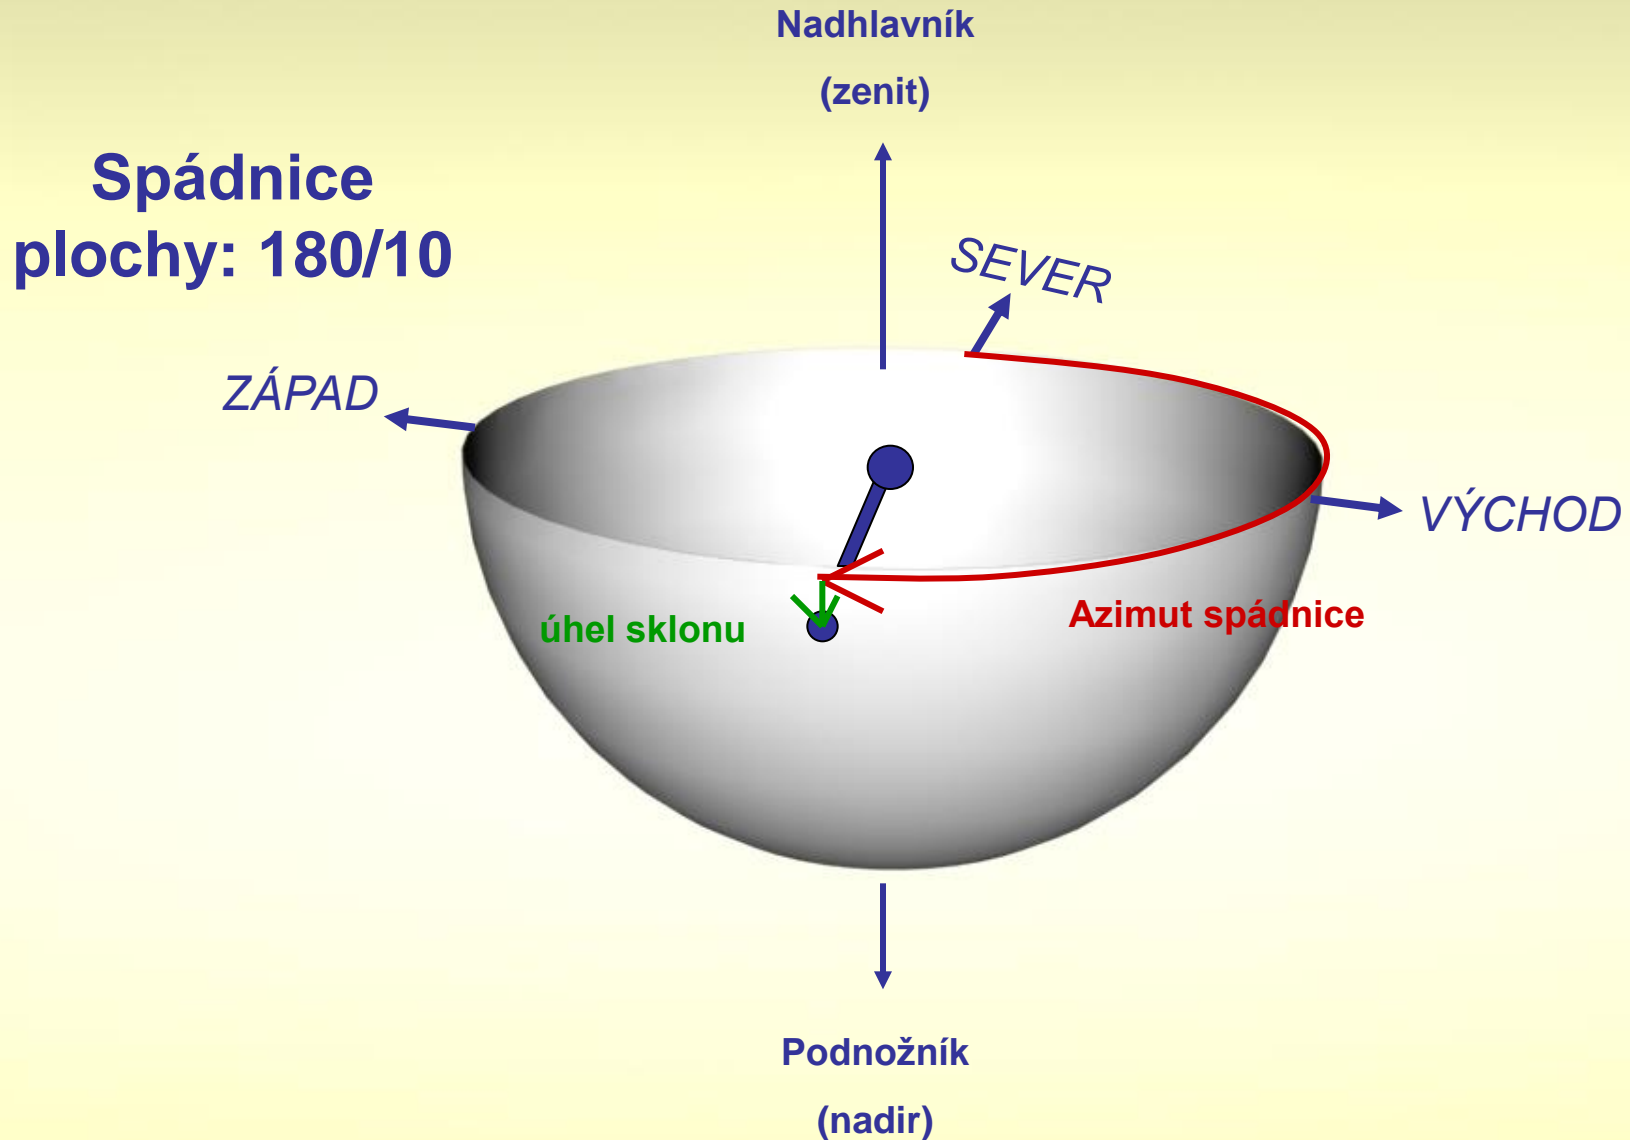 Nadhlavník
(zenit)
Spádnice
plochy: 180/10
SEVER
ZÁPAD
VÝCHOD
úhel sklonu
Azimut spádnice
Podnožník
(nadir)